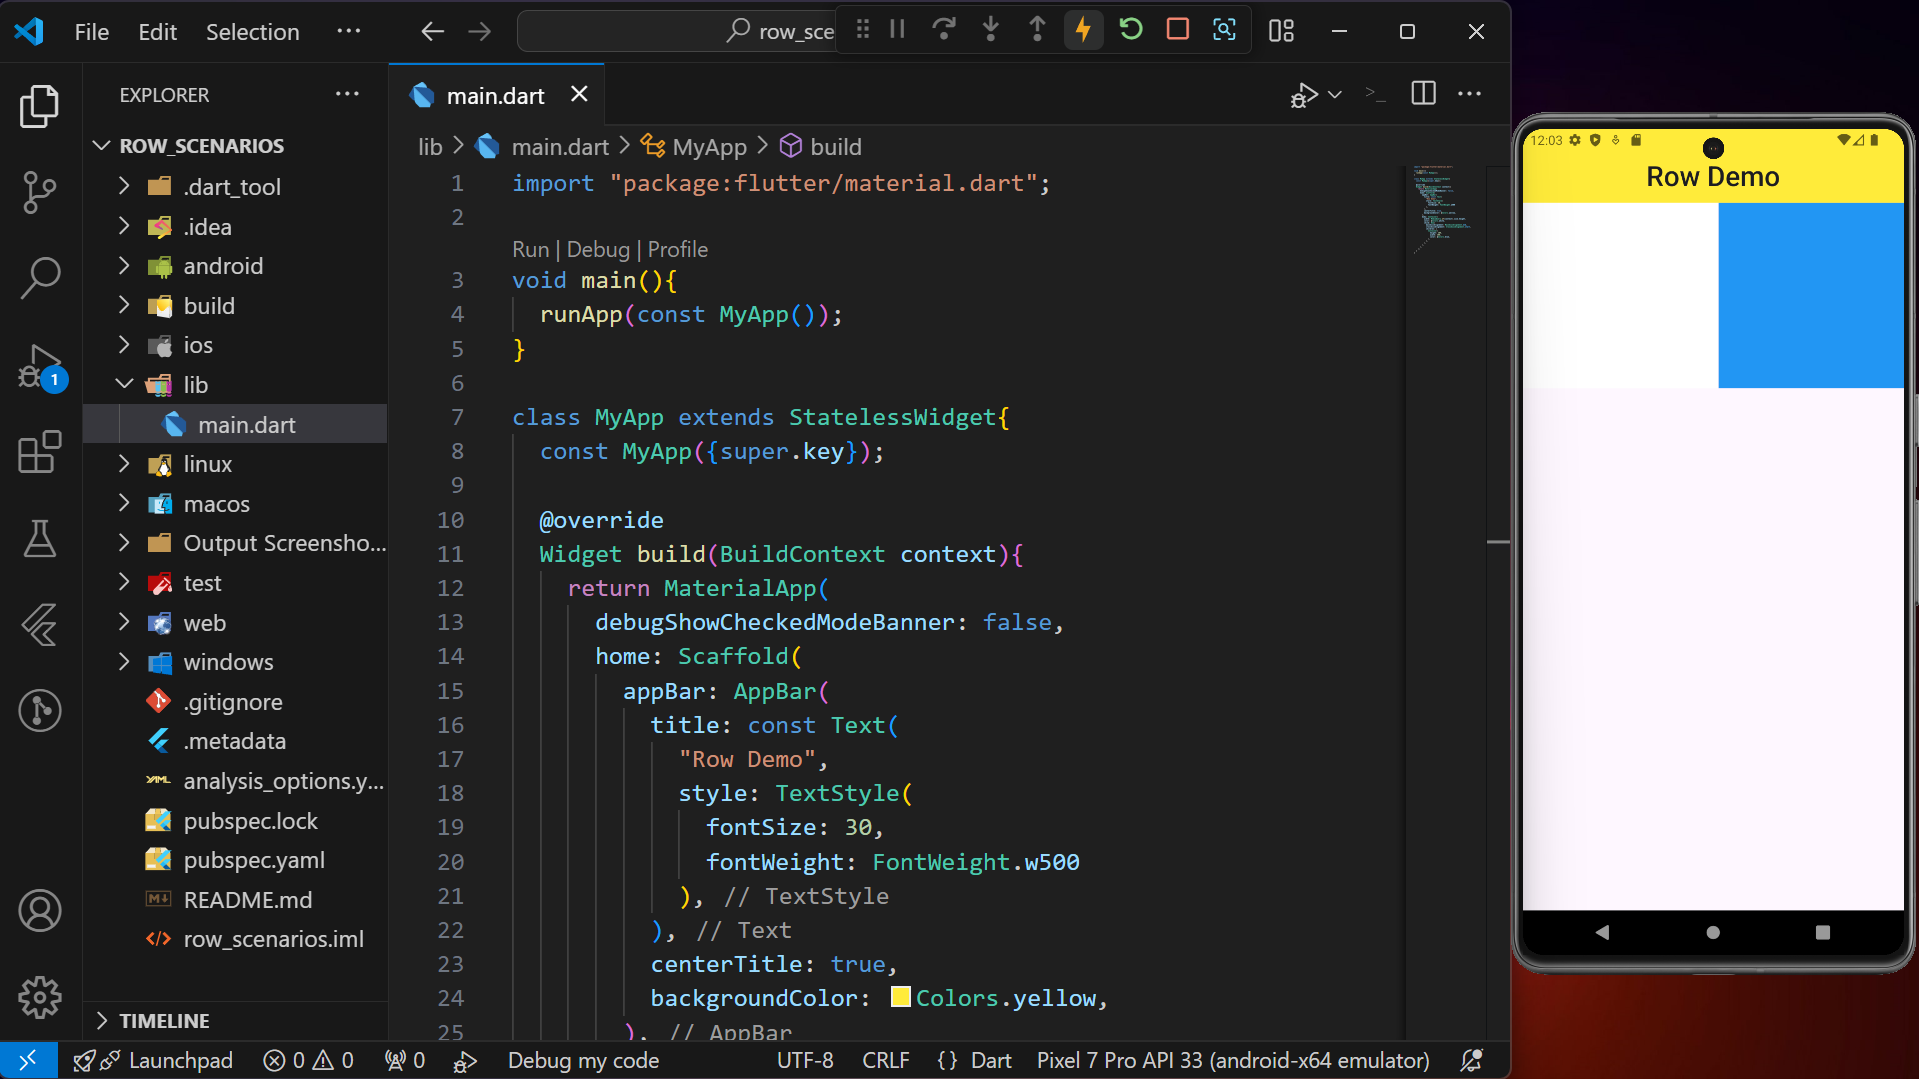 File Edit Selection ···
row_sce
EXPLORER ···
ROW_SCENARIOS
.dart_tool
.idea
android
build
ios
lib
main.dart
linux
macos
Output Screensho...
test
web
windows
.gitignore
.metadata
analysis_options.y...
pubspec.lock
pubspec.yaml
README.md
row_scenarios.iml
TIMELINE
1
main.dart
lib > main.dart > MyApp > build
1 import "package:flutter/material.dart";
2
Run | Debug | Profile
3 void main(){
4 runApp(const MyApp());
5 }
6
7 class MyApp extends StatelessWidget{
8 const MyApp({super.key});
9
10 @override
11 Widget build(BuildContext context){
12 return MaterialApp(
13 debugShowCheckedModeBanner: false,
14 home: Scaffold(
15 appBar: AppBar(
16 title: const Text(
17 "Row Demo",
18 style: TextStyle(
19 fontSize: 30,
20 fontWeight: FontWeight.w500
21 ), // TextStyle
22 ), // Text
23 centerTitle: true,
24 backgroundColor: Colors.yellow,
25 ), // AppBar
Launchpad 0 0 0 Debug my code UTF-8 CRLF {} Dart Pixel 7 Pro API 33 (android-x64 emulator)
12:03
Row Demo